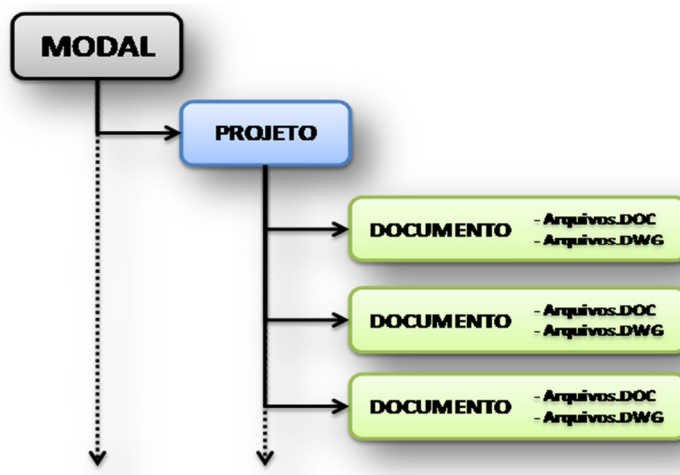 MODAL
PROJETO
DOCUMENTO
- Arquivos.DOC
- Arquivos.DWG
DOCUMENTO
- Arquivos.DOC
- Arquivos.DWG
DOCUMENTO
- Arquivos.DOC
- Arquivos.DWG